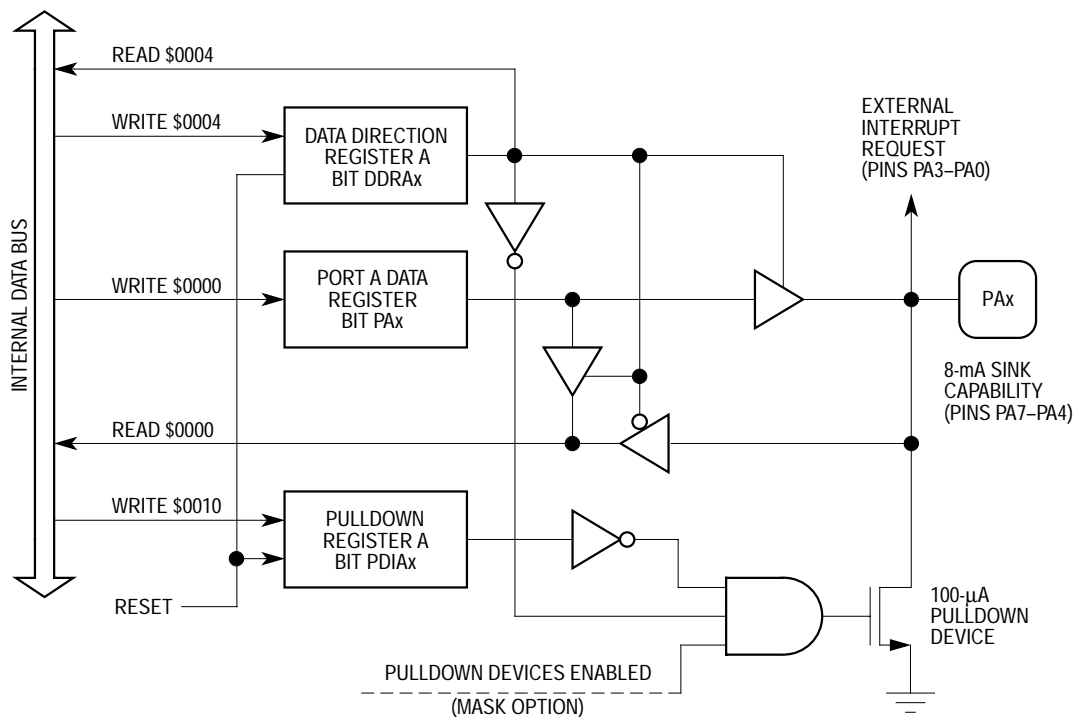 READ $0004
WRITE $0004
DATA DIRECTION
REGISTER A
BIT DDRAx
EXTERNAL
INTERRUPT
REQUEST
(PINS PA3–PA0)
INTERNAL DATA BUS
WRITE $0000
PORT A DATA
REGISTER
BIT PAx
PAx
8-mA SINK
CAPABILITY
(PINS PA7–PA4)
READ $0000
WRITE $0010
PULLDOWN
REGISTER A
BIT PDIAx
RESET
100-μA
PULLDOWN
DEVICE
PULLDOWN DEVICES ENABLED
(MASK OPTION)